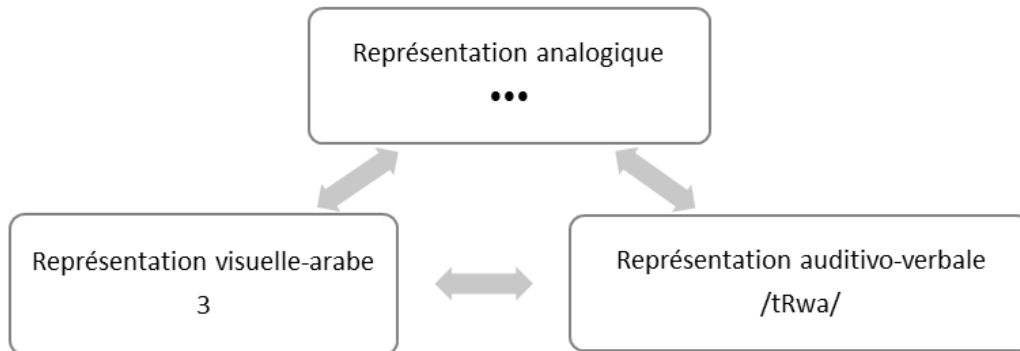 Représentation analogique
•••
Représentation visuelle-arabe
3
Représentation auditivo-verbale
/tRwa/